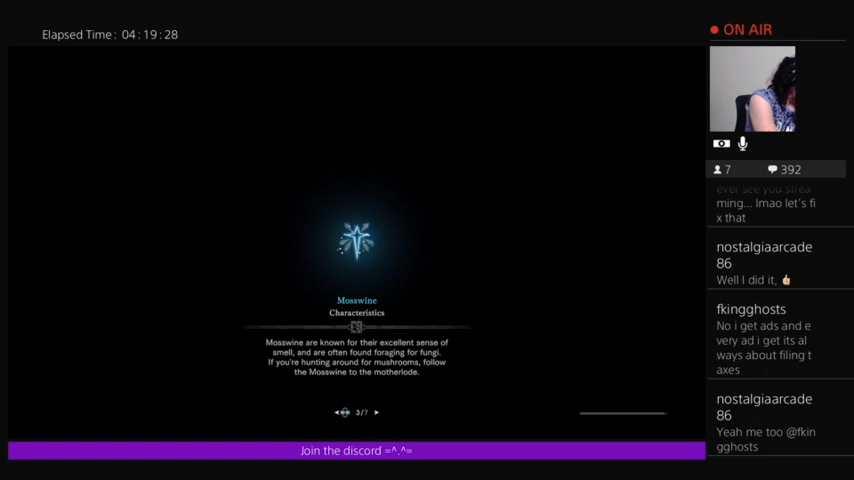 Elapsed Time: 04:19:28
ON AIR
7 392
ever see you strea
ming... lmao let's fi
x that
nostalgiaarcade
86
Well I did it, 👍🏼
fkingghosts
No i get ads and e
very ad i get its al
ways about filing t
axes
nostalgiaarcade
86
Yeah me too @fkin
gghosts
Mosswine
Characteristics
Mosswine are known for their excellent sense of
smell, and are often found foraging for fungi.
If you're hunting around for mushrooms, follow
the Mosswine to the motherlode.
3/7
Join the discord =^.^=